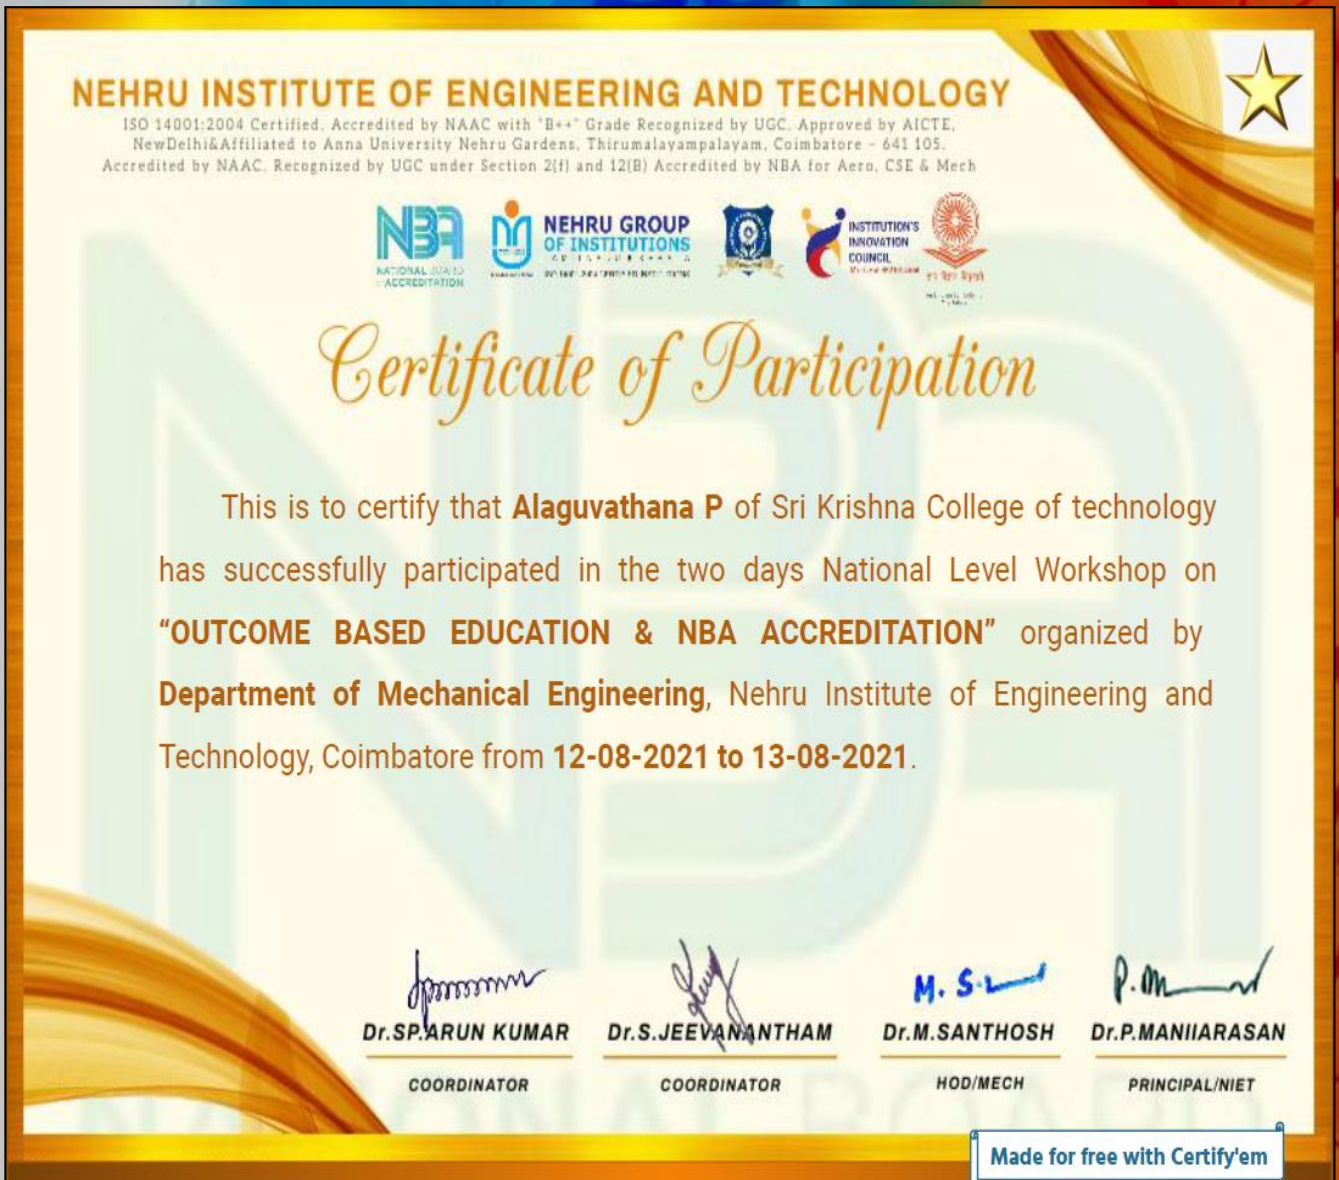 NEHRU INSTITUTE OF ENGINEERING AND TECHNOLOGY
ISO 14001:2004 Certified, Accredited by NAAC with "B++" Grade Recognized by UGC, Approved by AICTE,
NewDelhi&Affiliated to Anna University Nehru Gardens, Thirumalayampalayam, Coimbatore - 641 105.
Accredited by NAAC, Recognized by UGC under Section 2(f) and 12(B) Accredited by NBA for Aero, CSE & Mech
NBA
NATIONAL BOARD
ACCREDITATION
NEHRU GROUP
OF INSTITUTIONS
INSTITUTION'S
INNOVATION
COUNCIL
Certificate of Participation
This is to certify that Alaguvathana P of Sri Krishna College of technology
has successfully participated in the two days National Level Workshop on
“OUTCOME BASED EDUCATION & NBA ACCREDITATION” organized by
Department of Mechanical Engineering, Nehru Institute of Engineering and
Technology, Coimbatore from 12-08-2021 to 13-08-2021.
M. S.
P. M
Dr.SP.ARUN KUMAR Dr.S.JEEVANANTHAM Dr.M.SANTHOSH Dr.P.MANIIARASAN
COORDINATOR COORDINATOR HOD/MECH PRINCIPAL/NIET
NATIONAL BOARD
Made for free with Certify'em